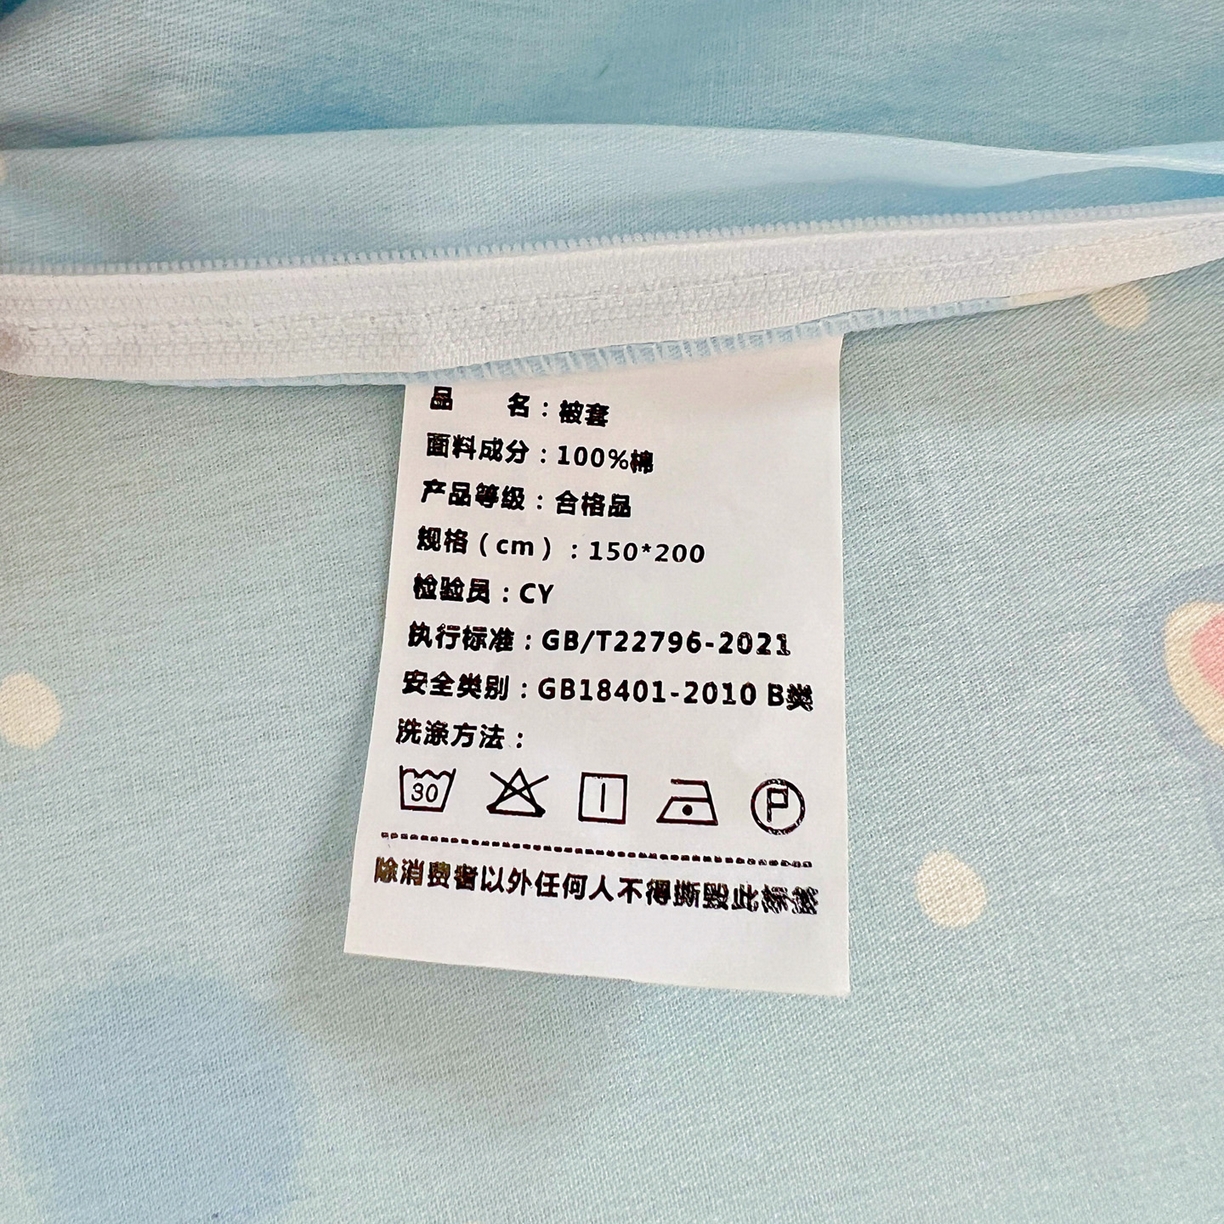 品 名：被套
面料成分：100%棉
产品等级：合格品
规格（cm）：150*200
检验员：CY
执行标准：GB/T22796-2021
安全类别：GB18401-2010 B类
洗涤方法：
30 P
除消费者以外任何人不得撕毁此标签